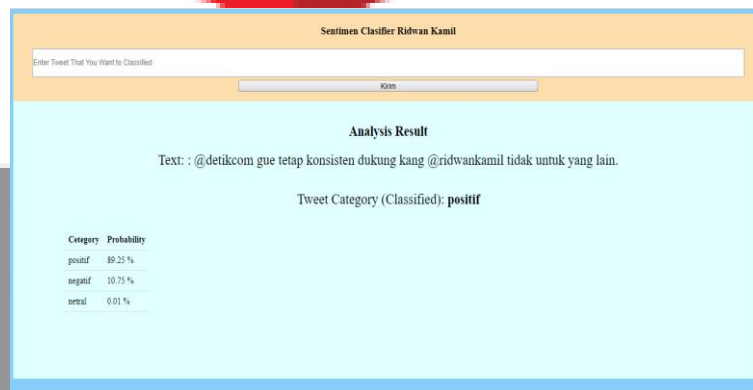 Sentimen Clasifier Ridwan Kamil
Enter Tweet That You Want to Classified
Kirim
Analysis Result
Text: : @detikcom gue tetap konsisten dukung kang @ridwankamil tidak untuk yang lain.
Tweet Category (Classified): positif
Cetegory Probability
positif 89.25 %
negatif 10.75 %
netral 0.01 %